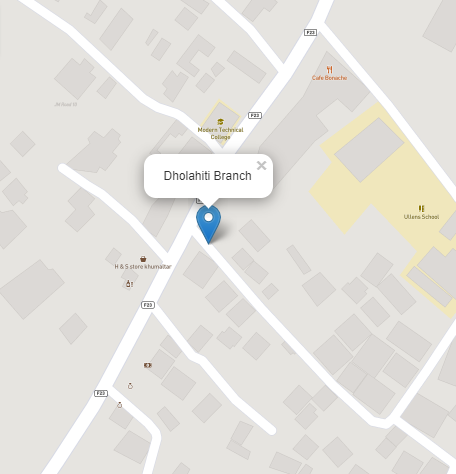 F23
Cafe Bonache
F23
Modern Technical
College
Dholahiti Branch
×
Ullens School
H & S store khumaltar
F23
F23